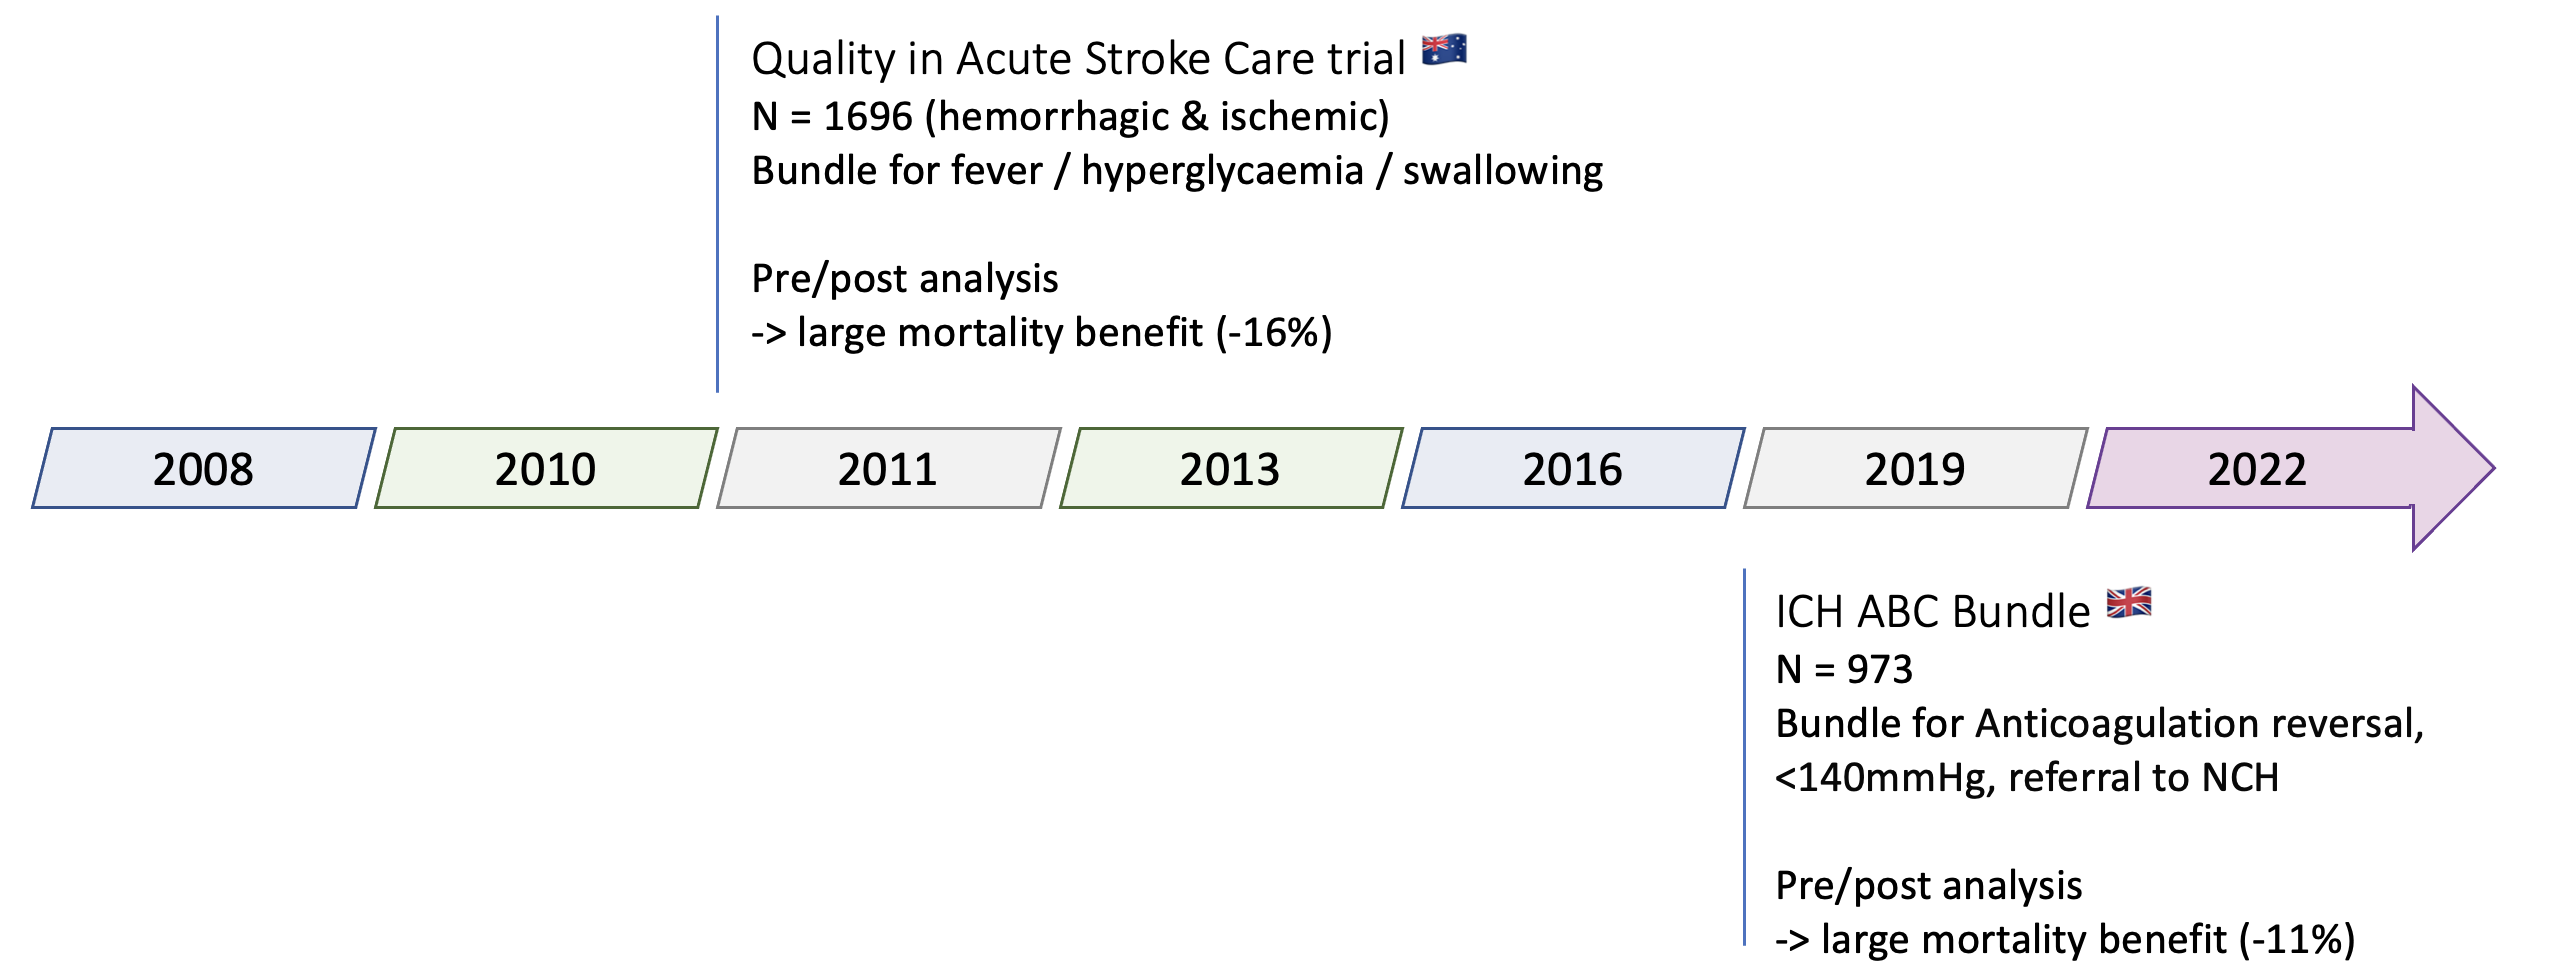 Quality in Acute Stroke Care trial
N = 1696 (hemorrhagic & ischemic)
Bundle for fever / hyperglycaemia / swallowing
Pre/post analysis
-> large mortality benefit (-16%)
2008
2010
2011
2013
2016
2019
2022
ICH ABC Bundle
N = 973
Bundle for Anticoagulation reversal,
<140mmHg, referral to NCH
Pre/post analysis
-> large mortality benefit (-11%)